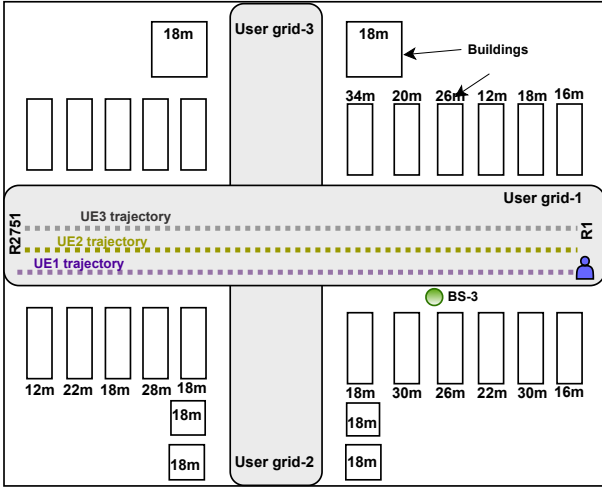 18m
User grid-3
18m
Buildings
34m
20m
26m
12m
18m
16m
User grid-1
UE3 trajectory
R2751
R1
UE2 trajectory
UE1 trajectory
BS-3
12m
22m
18m
28m
18m
18m
30m
26m
22m
30m
16m
18m
18m
18m
User grid-2
18m